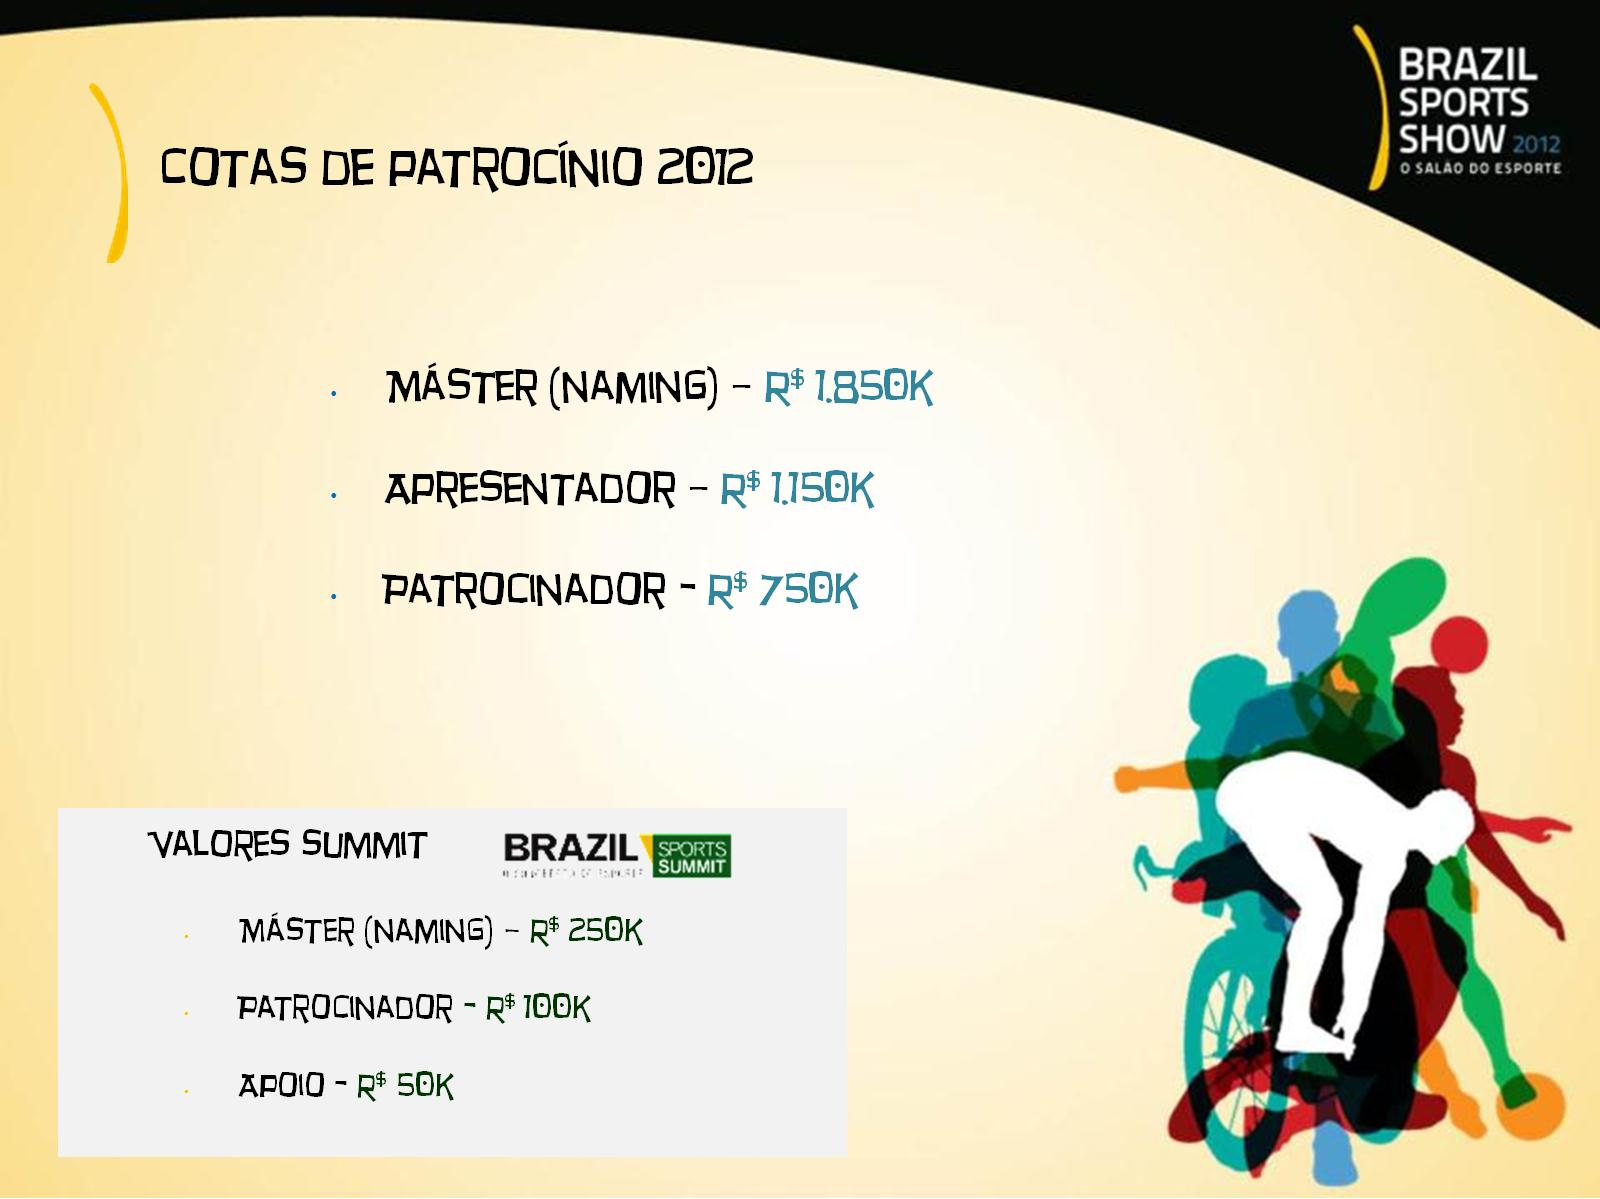 BRAZIL
SPORTS
SHOW 2012
O SALÃO DO ESPORTE
COTAS DE PATROCÍNIO 2012
• MÁSTER (NAMING) – R$ 1.850K
• APRESENTADOR – R$ 1.150K
• PATROCINADOR - R$ 750K
VALORES SUMMIT
BRAZIL SPORTS
SUMMIT
• MÁSTER (NAMING) – R$ 250K
• PATROCINADOR - R$ 100K
• APOIO - R$ 50K